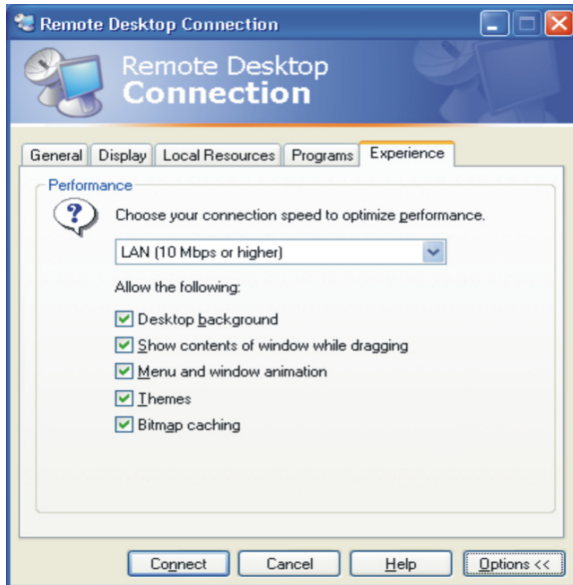 Remote Desktop Connection
Remote Desktop
Connection
General Display Local Resources Programs Experience
Performance
?
Choose your connection speed to optimize performance.
LAN (10 Mbps or higher)
Allow the following:
Desktop background
Show contents of window while dragging
Menu and window animation
Themes
Bitmap caching
Connect Cancel Help Options <<